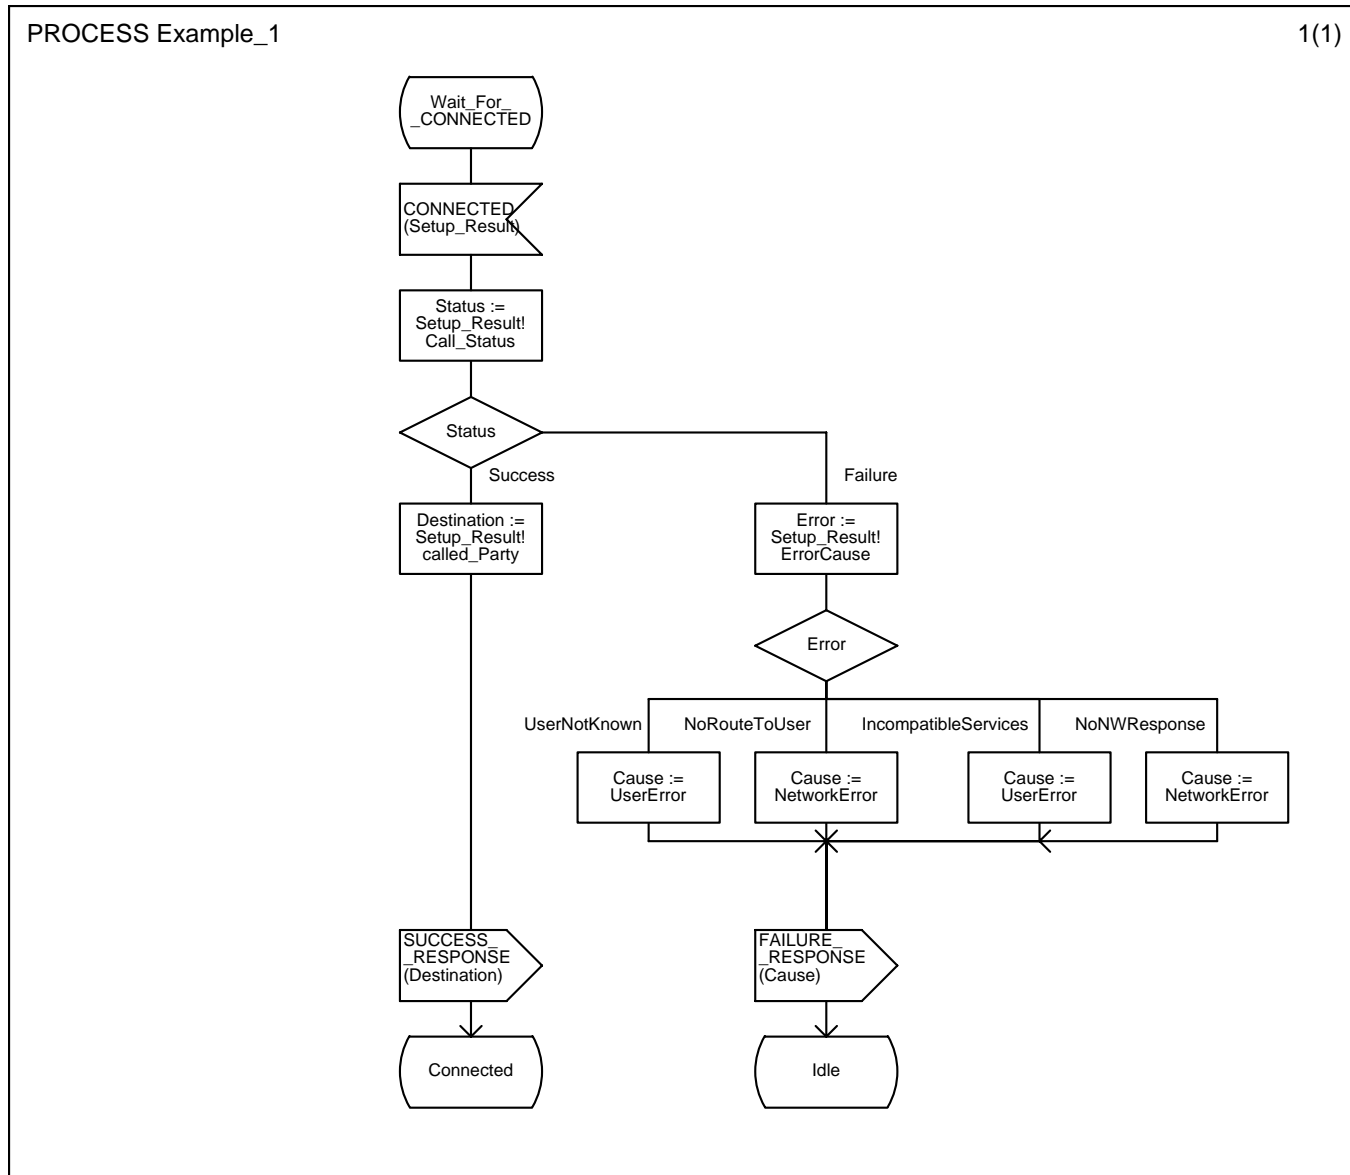 PROCESS Example_1
1(1)
Wait_For_
_CONNECTED
CONNECTED
(Setup_Result)
Status :=
Setup_Result!
Call_Status
Status
Success
Failure
Destination :=
Setup_Result!
called_Party
Error :=
Setup_Result!
ErrorCause
Error
UserNotKnown
NoRouteToUser
IncompatibleServices
NoNWResponse
Cause :=
UserError
Cause :=
NetworkError
Cause :=
UserError
Cause :=
NetworkError
SUCCESS_
_RESPONSE
(Destination)
FAILURE_
_RESPONSE
(Cause)
Connected
Idle